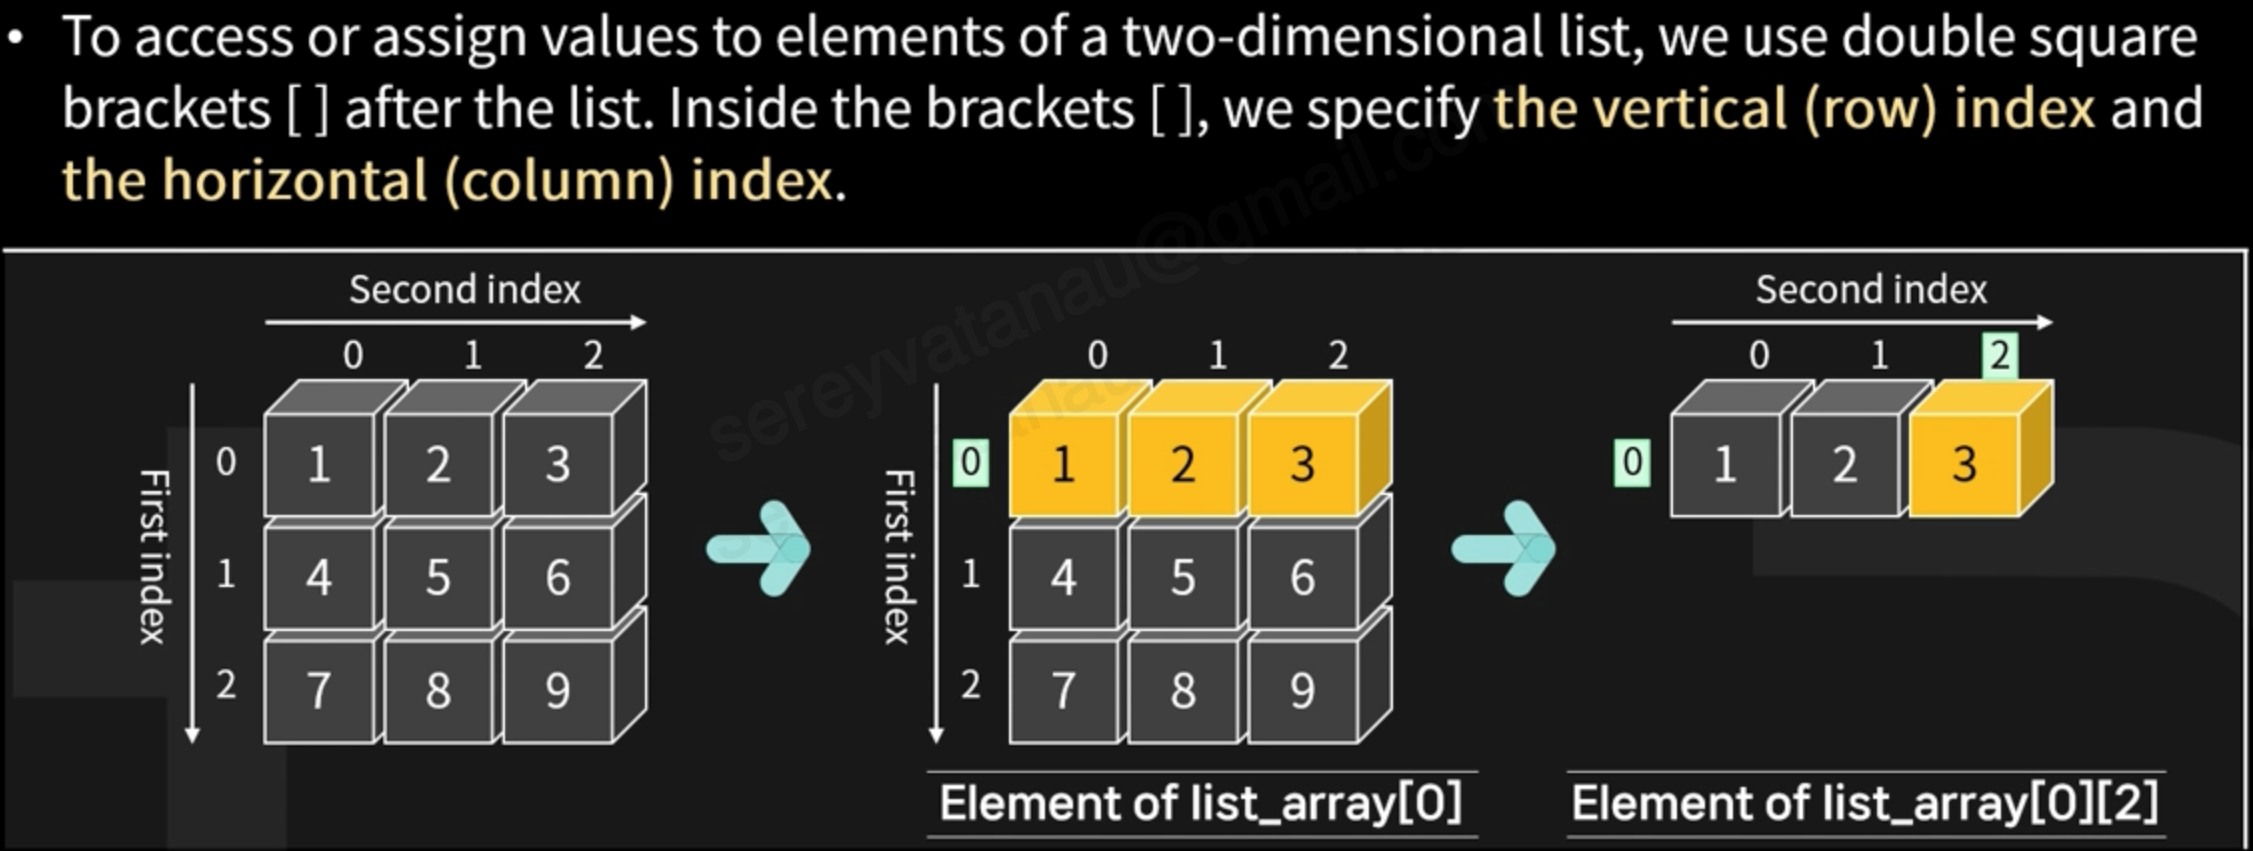 • To access or assign values to elements of a two-dimensional list, we use double square
brackets [ ] after the list. Inside the brackets [ ], we specify the vertical (row) index and
the horizontal (column) index.
sereyvatanau@gmail.com
Second index
0 1 2
First index
0 1 2 3
1 4 5 6
2 7 8 9
0 1 2
First index
0 1 2 3
1 4 5 6
2 7 8 9
Element of list_array[0]
Second index
0 1 2
0 1 2 3
Element of list_array[0][2]